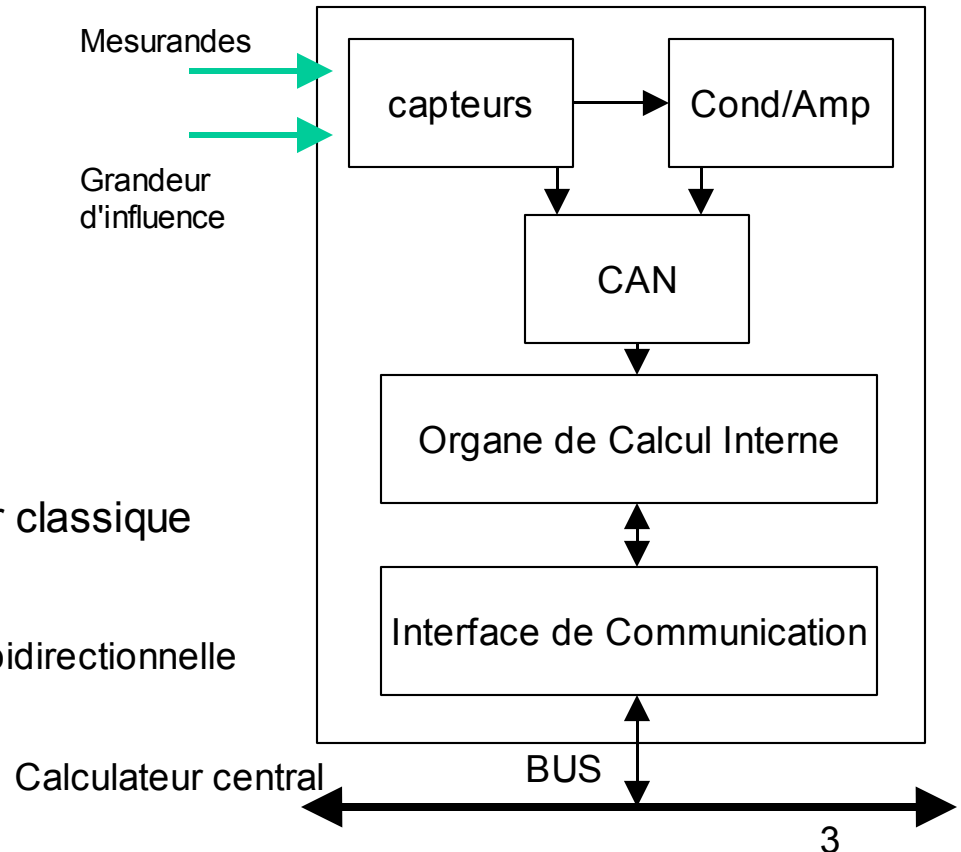 Mesurandes
capteurs
Cond/Amp
Grandeur
d'influence
CAN
Organe de Calcul Interne
classique
Interface de Communication
bidirectionnelle
BUS
Calculateur central
3